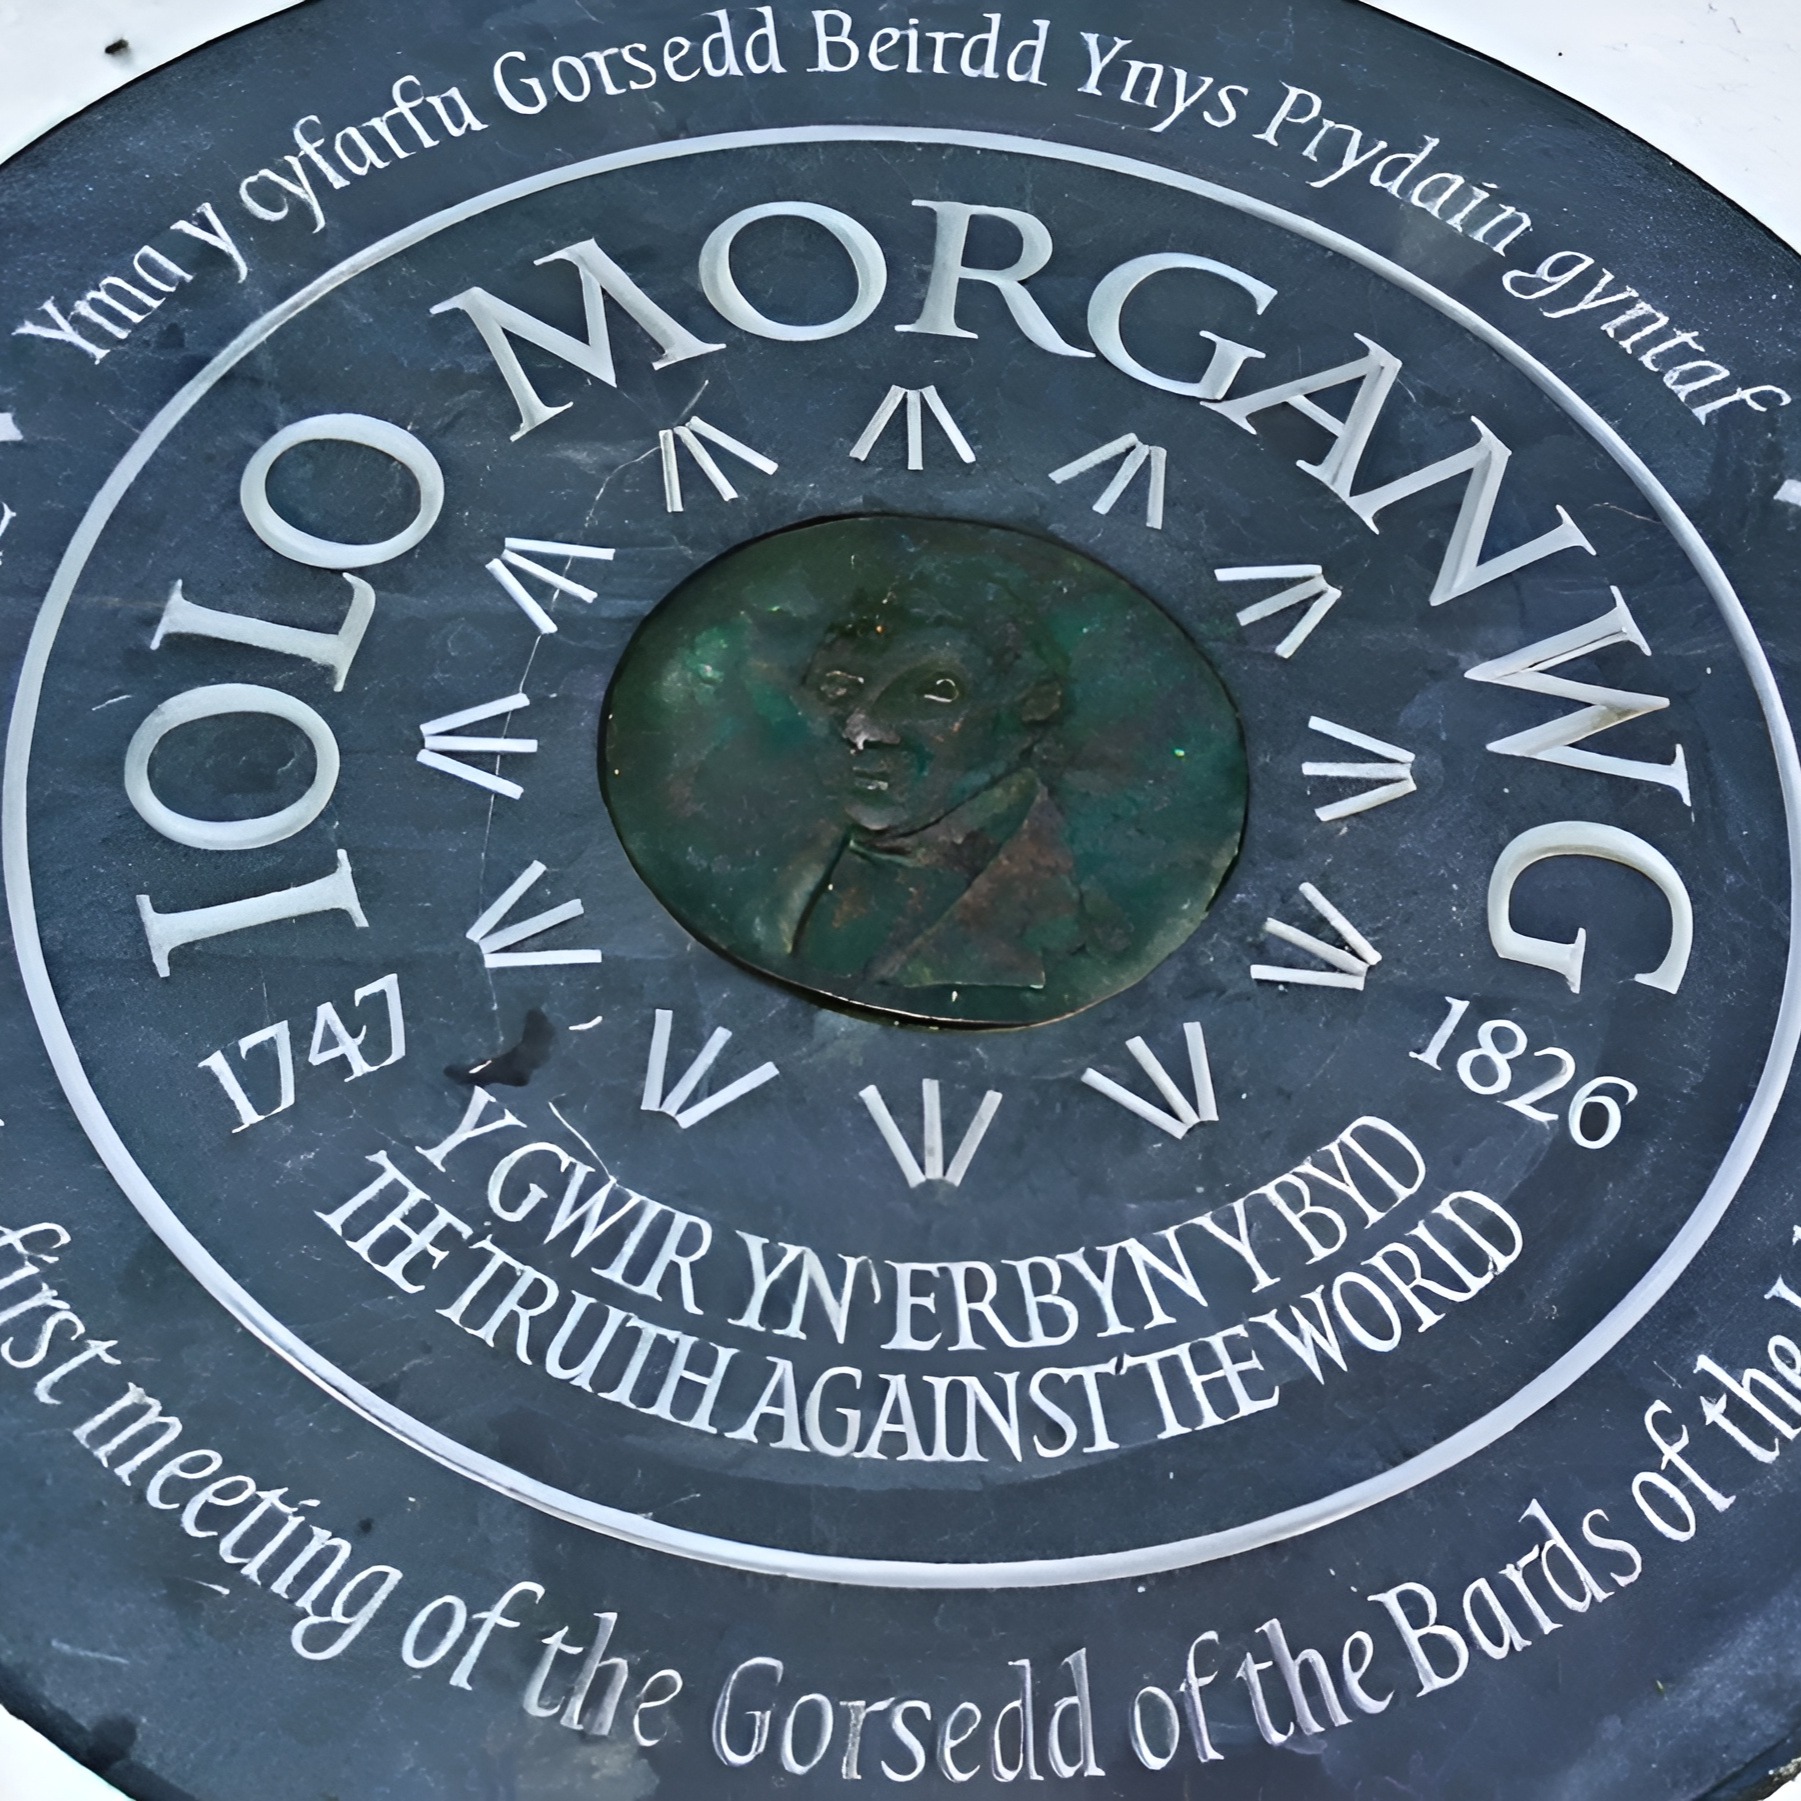 Yma y cyfarfu Gorsedd Beirdd Ynys Prydain gyntaf
IOLO MORGANWG
1747
1826
Y GWIR YN ERBYN Y BYD
THE TRUTH AGAINST THE WORLD
first meeting of the Gorsedd of the Bards of the